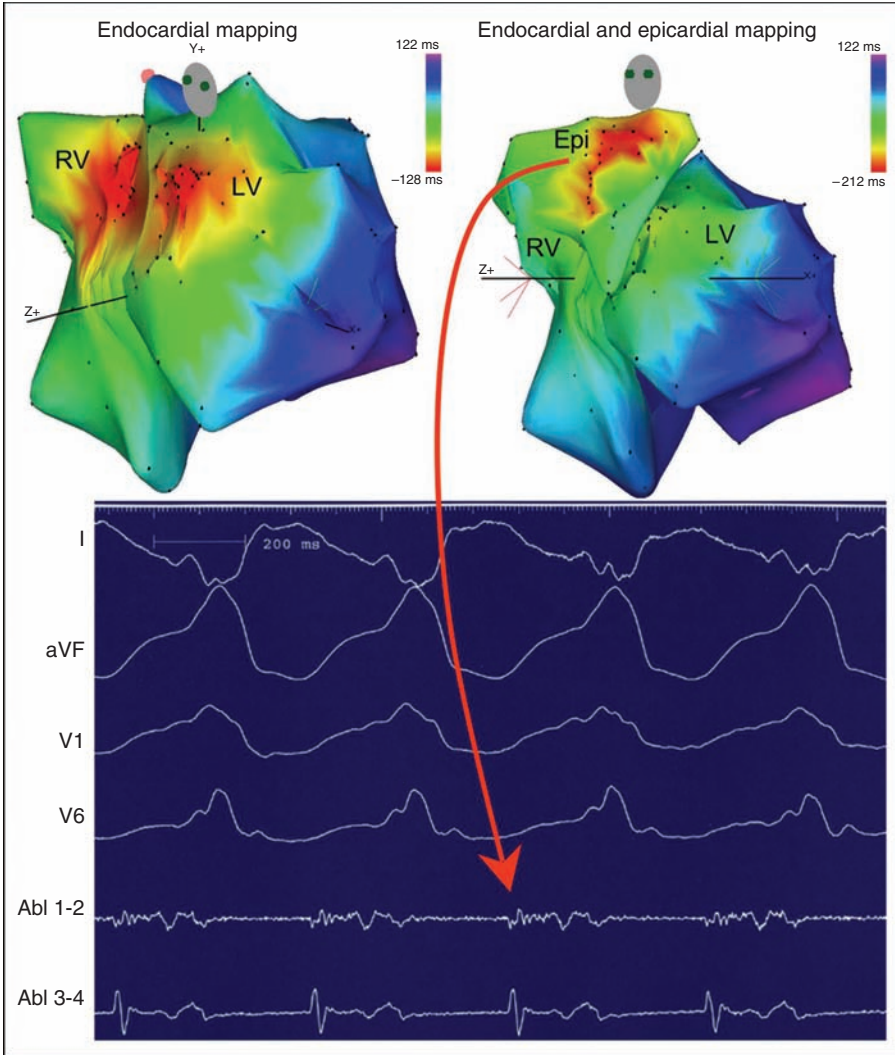 Endocardial mapping
Endocardial and epicardial mapping
Y+
122 ms
122 ms
RV
LV
Epi
−128 ms
−212 ms
RV
LV
Z+
Z+
X+
I
200 ms
aVF
V1
V6
Abl 1-2
Abl 3-4